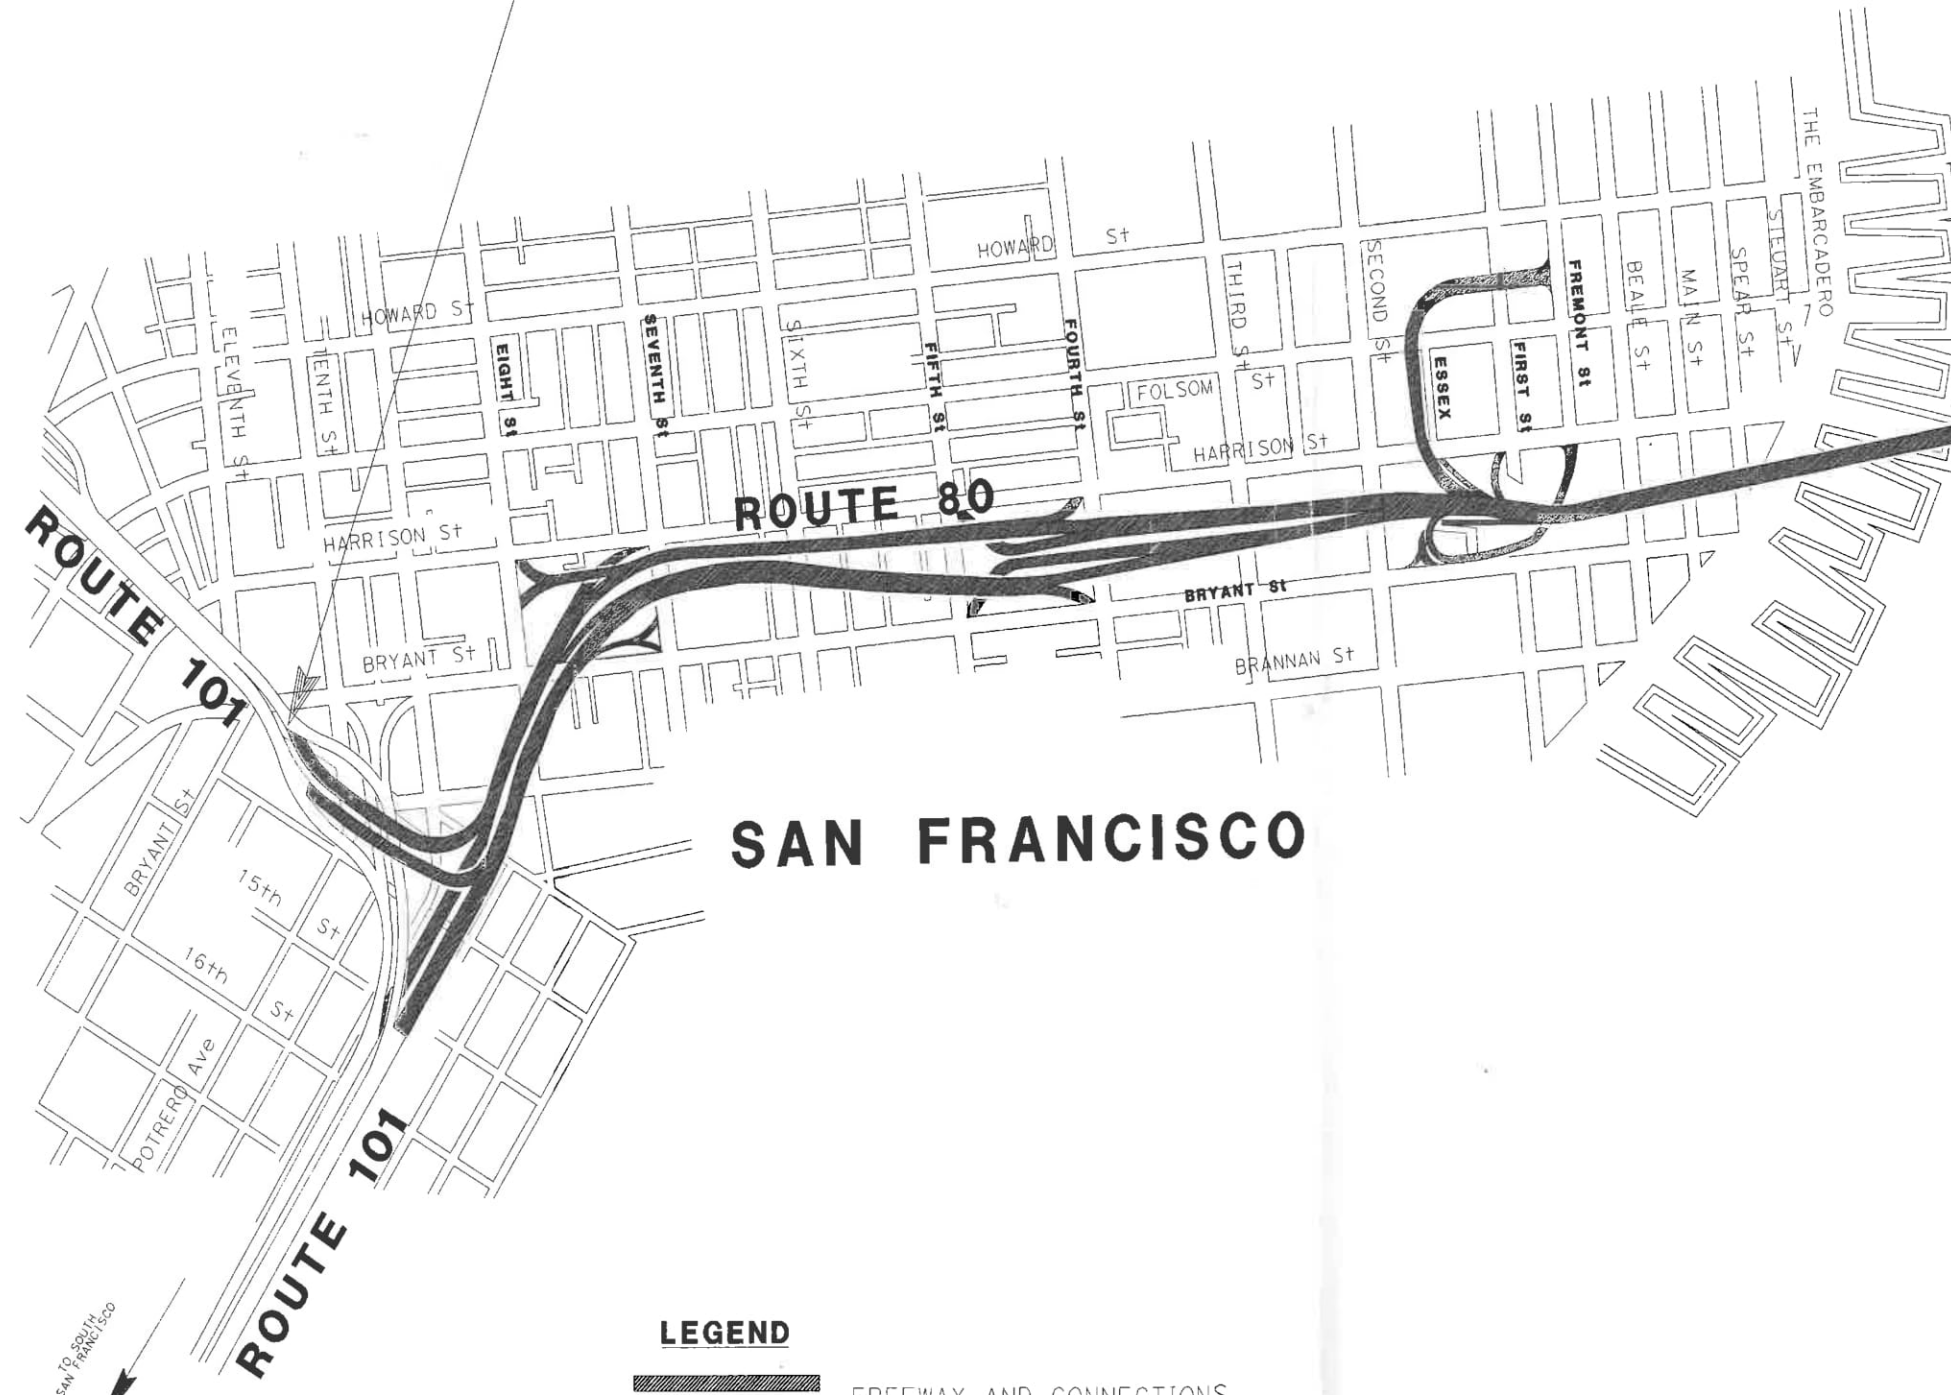 HOWARD St
THE EMBARCADERO
STEUART St
SPEAR St
MAIN St
BEALE St
FREMONT St
FIRST St
ESSEX
SECOND St
THIRD St
FOURTH St
FIFTH St
SIXTH St
SEVENTH St
EIGHT St
HOWARD St
TENTH St
ELEVENTH St
FOLSOM St
HARRISON St
ROUTE 80
HARRISON St
ROUTE 101
BRYANT St
BRYANT St
BRANNAN St
SAN FRANCISCO
BRYANT St
15th St
16th St
POTRERO Ave
ROUTE 101
TO SOUTH
SAN FRANCISCO
LEGEND
FREEWAY AND CONNECTIONS